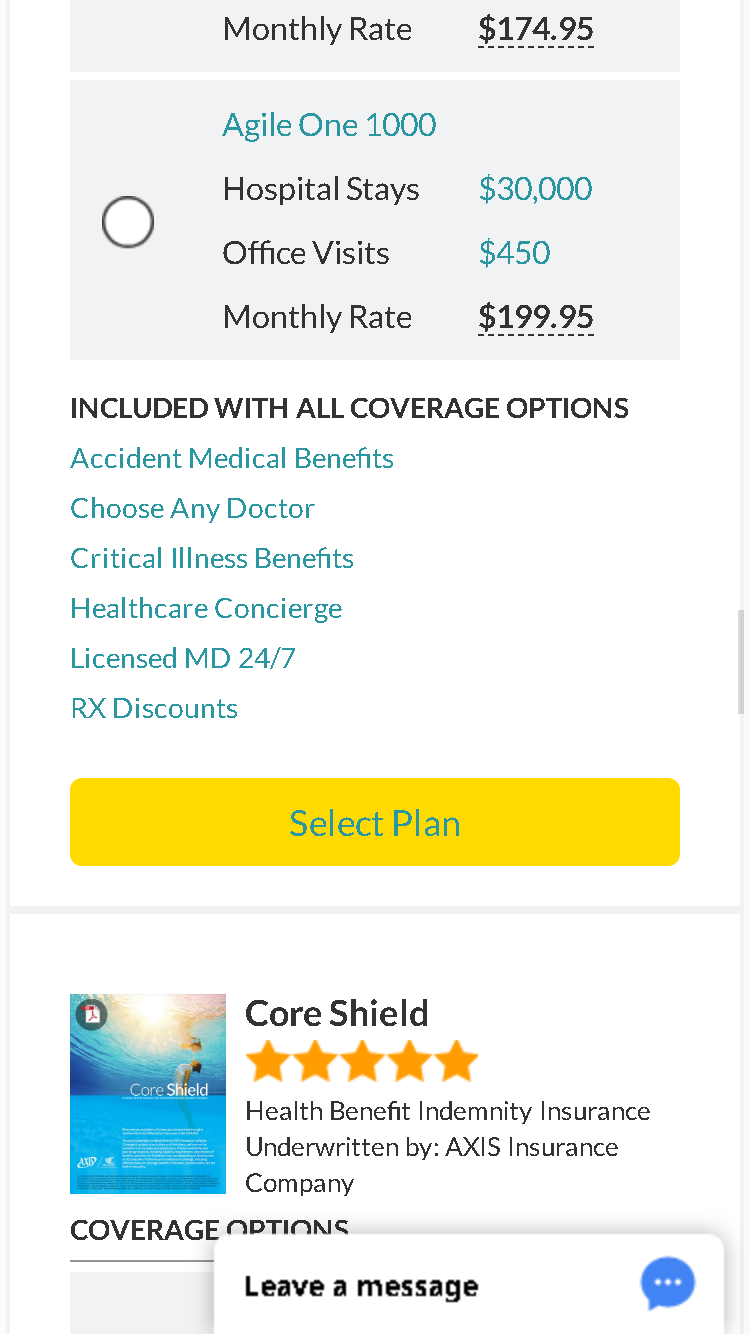 Monthly Rate $174.95
Agile One 1000
Hospital Stays $30,000
Office Visits $450
Monthly Rate $199.95
INCLUDED WITH ALL COVERAGE OPTIONS
Accident Medical Benefits
Choose Any Doctor
Critical Illness Benefits
Healthcare Concierge
Licensed MD 24/7
RX Discounts
Select Plan
Core Shield
Core Shield
Health Benefit Indemnity Insurance
Underwritten by: AXIS Insurance
Company
AXIS
COVERAGE OPTIONS
Leave a message